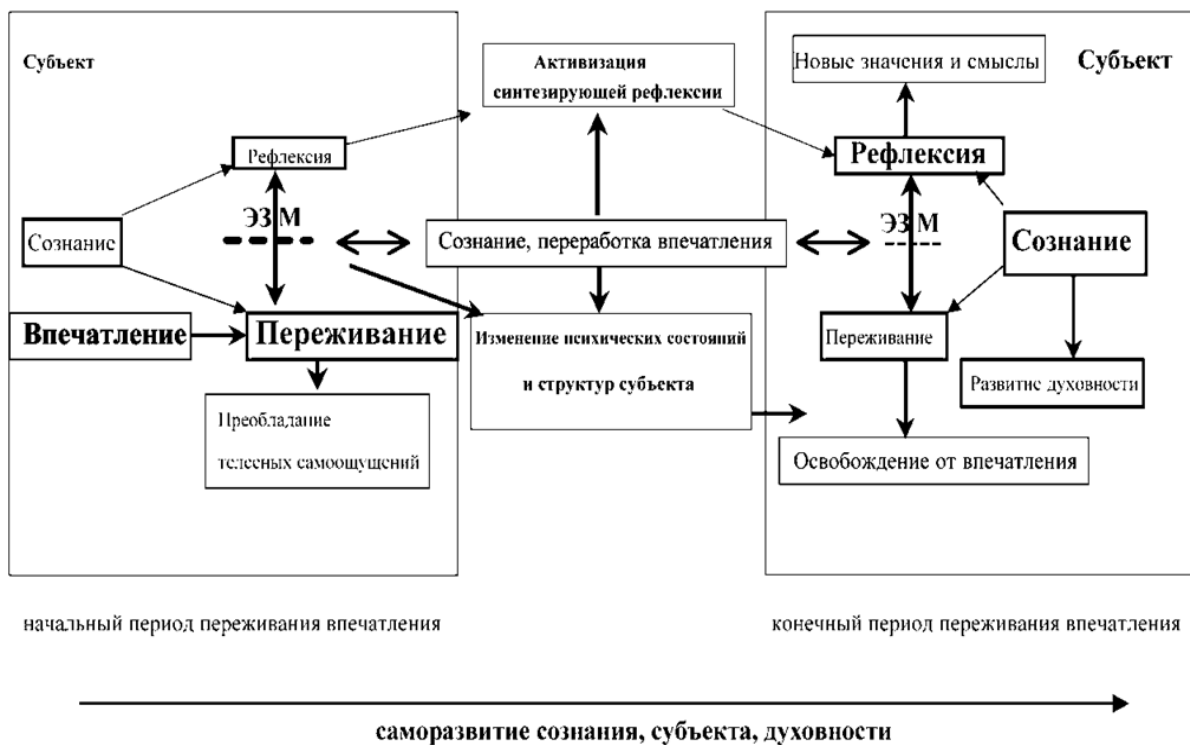 Субъект
Рефлексия
ЭЗ М
Сознание
Впечатление
Переживание
Преобладание
телесных самоощущений
Активизация
синтезирующей рефлексии
Сознание, переработка впечатления
Изменение психических состояний
и структур субъекта
Новые значения и смыслы
Субъект
Рефлексия
ЭЗ М
Сознание
Переживание
Развитие духовности
Освобождение от впечатления
начальный период переживания впечатления
конечный период переживания впечатления
саморазвитие сознания, субъекта, духовности